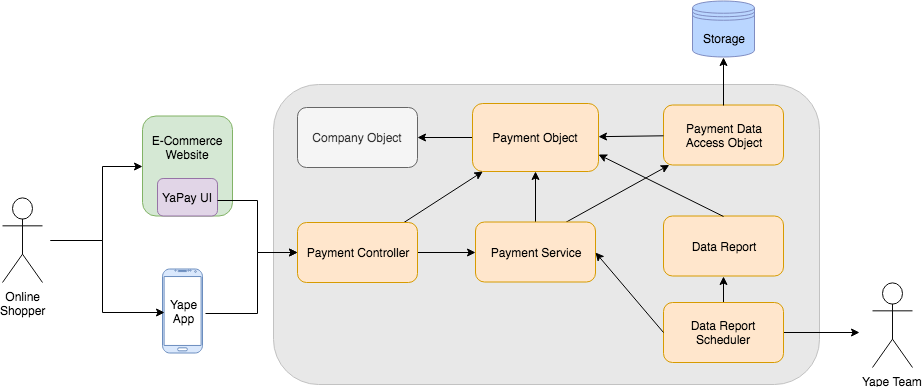 Storage
E-Commerce
Website
YaPay UI
Company Object
Payment Object
Payment Data
Access Object
Payment Controller
Payment Service
Data Report
Online
Shopper
Yape
App
Data Report
Scheduler
Yape Team